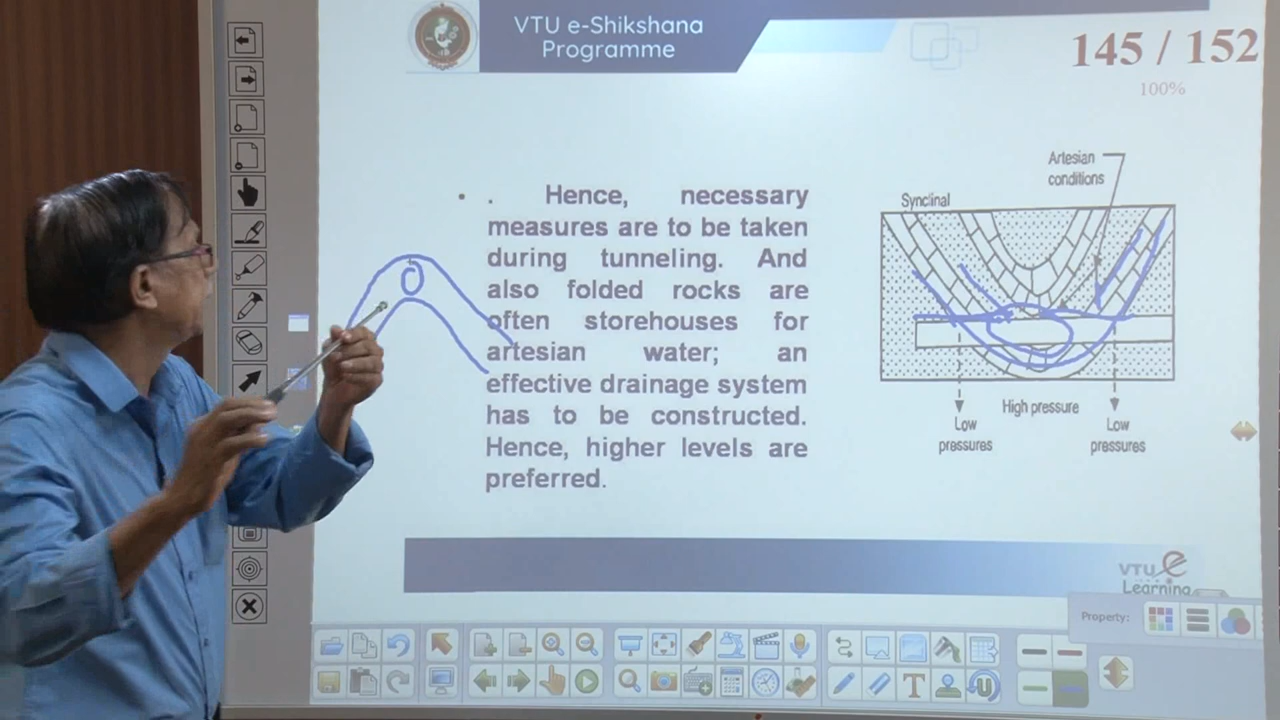 VTU e-Shikshana
Programme
145 / 152
100%
. Hence, necessary
measures are to be taken
during tunneling. And
also folded rocks are
often storehouses for
artesian water; an
effective drainage system
has to be constructed.
Hence, higher levels are
preferred.
Artesian
conditions
Synclinal
High pressure
Low
pressures
Low
pressures
VTU e
Learning
Property: